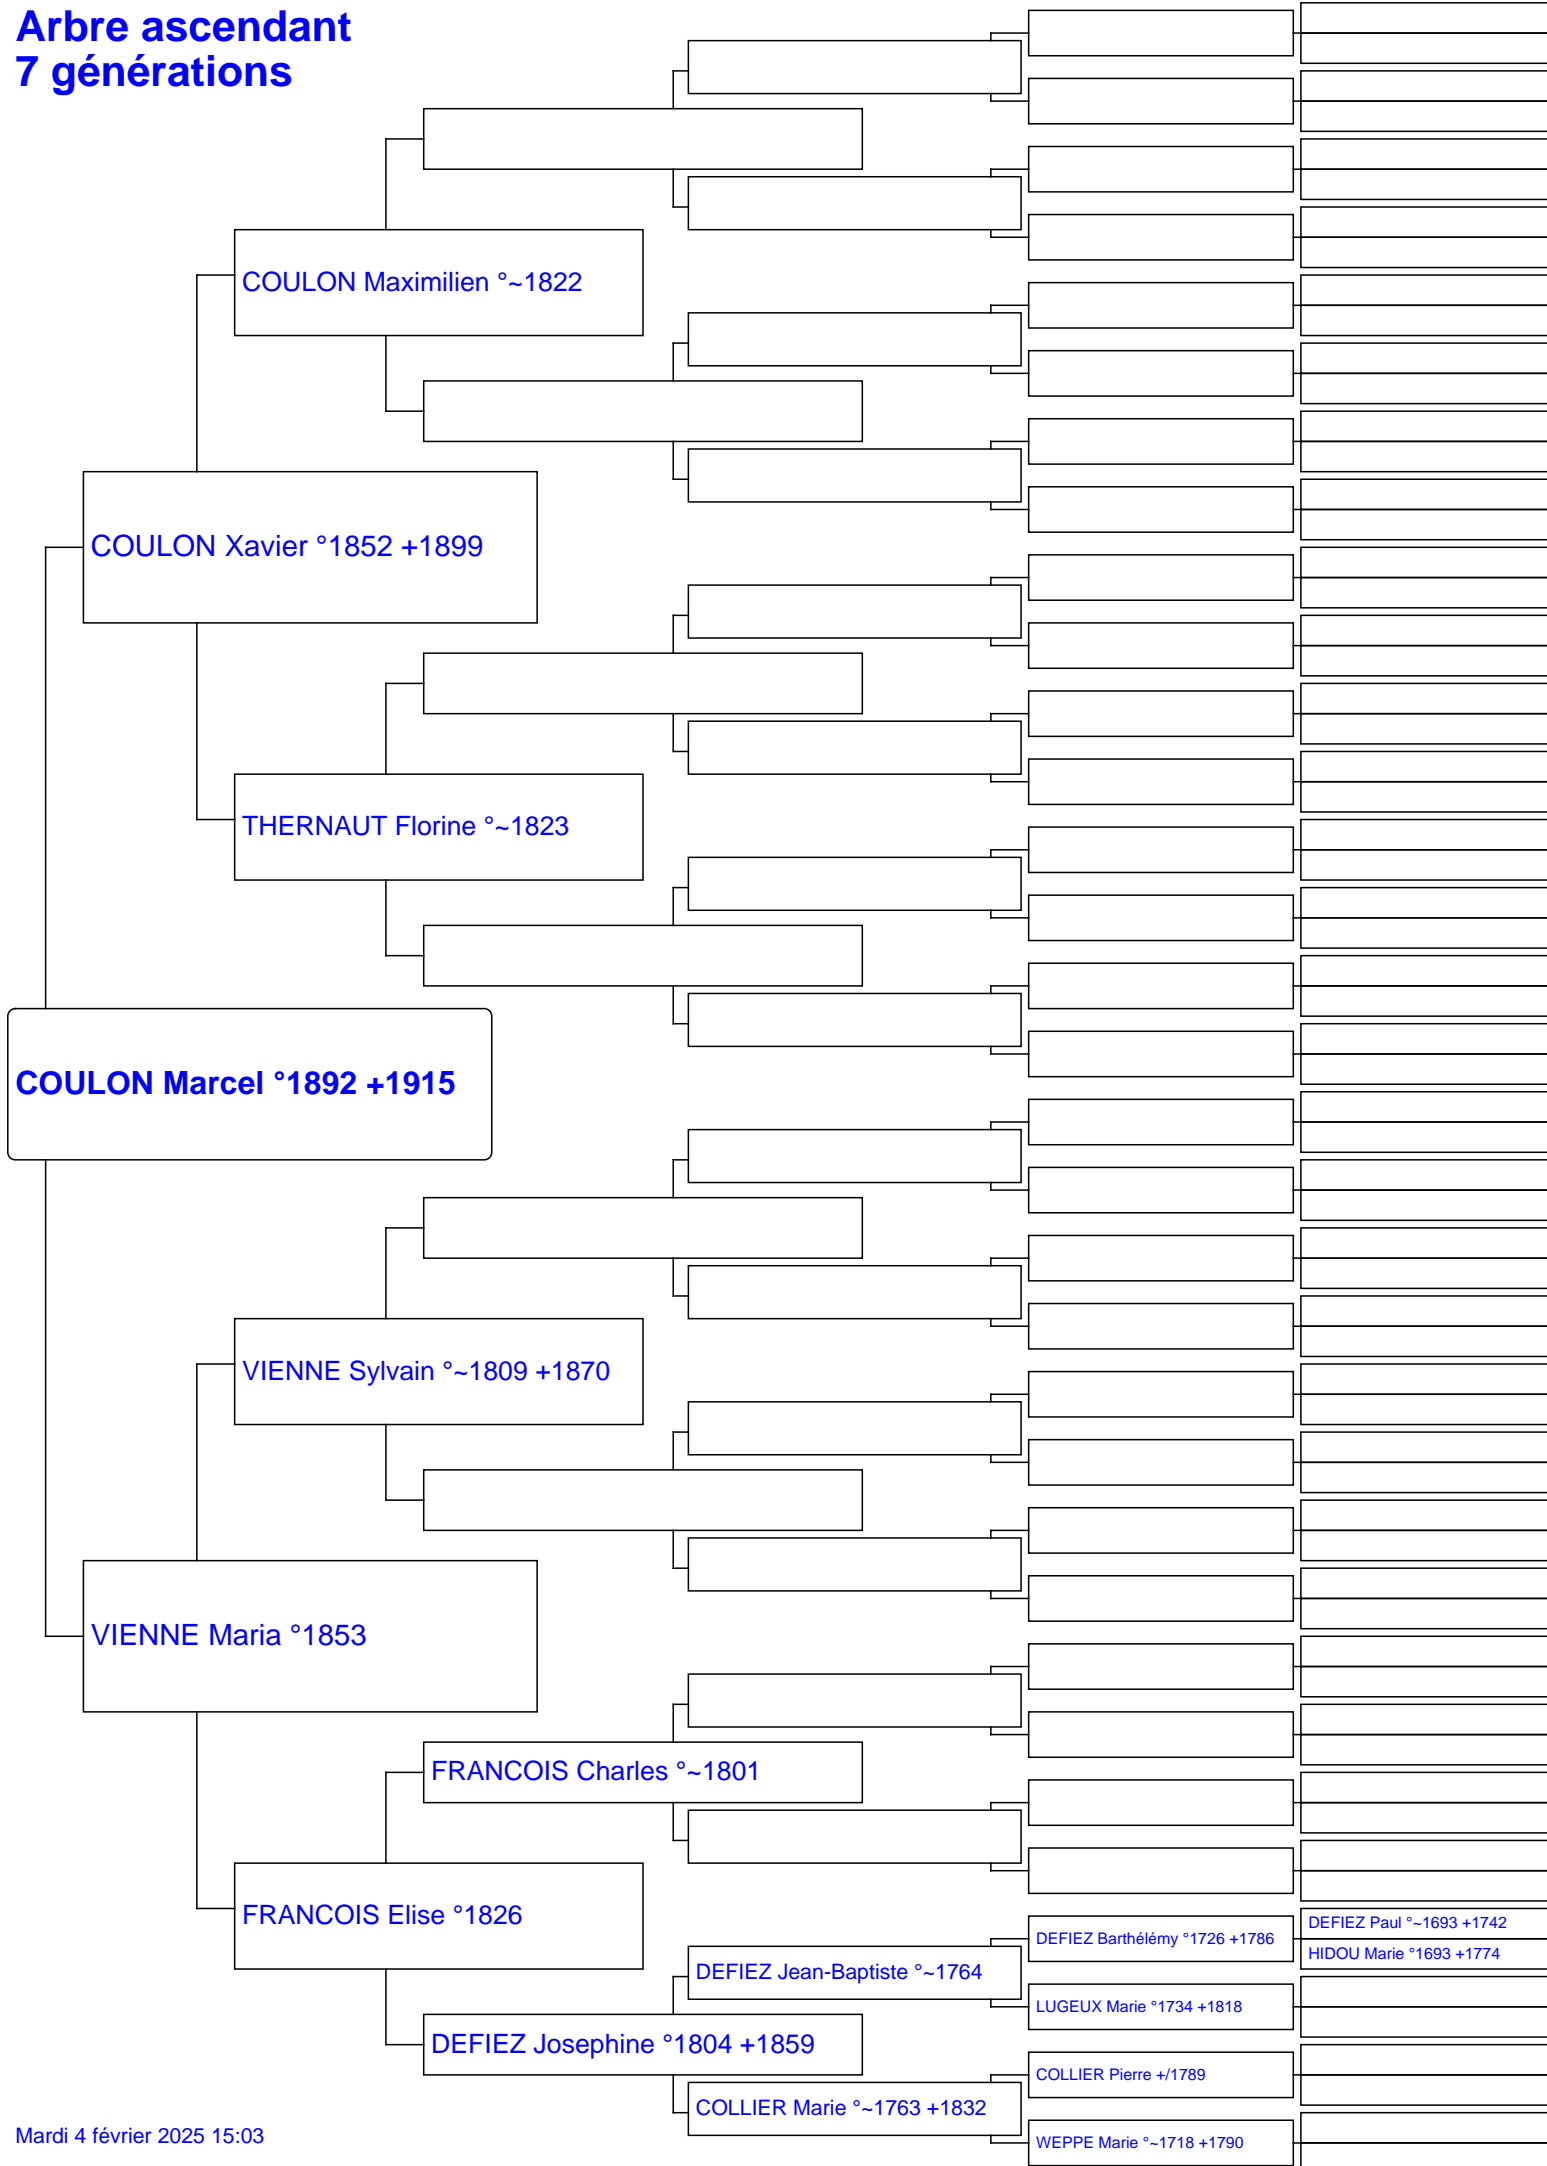 Arbre ascendant
7 générations
COULON Maximilien °~1822
COULON Xavier °1852 +1899
THERNAUT Florine °~1823
COULON Marcel °1892 +1915
VIENNE Sylvain °~1809 +1870
VIENNE Maria °1853
FRANCOIS Charles °~1801
FRANCOIS Elise °1826
DEFIEZ Paul °~1693 +1742
DEFIEZ Barthélémy °1726 +1786
HIDOU Marie °1693 +1774
DEFIEZ Jean-Baptiste °~1764
LUGEUX Marie °1734 +1818
DEFIEZ Josephine °1804 +1859
COLLIER Pierre +/1789
COLLIER Marie °~1763 +1832
WEPPE Marie °~1718 +1790
Mardi 4 février 2025 15:03